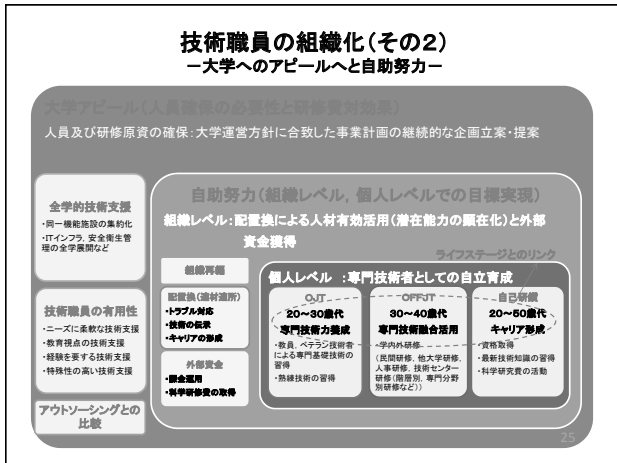 技術職員の組織化(その2)
－大学へのアピールへと自助努力－
大学アピール(人員確保の必要性と研修費対効果)
人員及び研修原資の確保：大学運営方針に合致した事業計画の継続的な企画立案・提案
全学的技術支援
・同一機能施設の集約化
・ITインフラ, 安全衛生管
理の全学展開など
技術職員の有用性
・ニーズに柔軟な技術支援
・教育視点の技術支援
・経験を要する技術支援
・特殊性の高い技術支援
アウトソーシングとの
比較
自助努力(組織レベル, 個人レベルでの目標実現)
組織レベル：配置換による人材有効活用(潜在能力の顕在化)と外部
資金獲得
ライフステージとのリンク
組織再編
配置換(適材適所)
・トラブル対応
・技術の伝承
・キャリアの形成
外部資金
・課金運用
・科学研修費の取得
個人レベル ：専門技術者としての自立育成
OJT
20～30歳代
専門技術力養成
・教員, ベテラン技術者
による専門基礎技術の
習得
・熟練技術の習得
OFFJT
30～40歳代
専門技術融合活用
・学内外研修
(民間研修, 他大学研修,
人事研修, 技術センター
研修(階層別, 専門分野
別研修など))
自己研鑽
20～50歳代
キャリア形成
・資格取得
・最新技術知識の習得
・科学研究費の活動
25